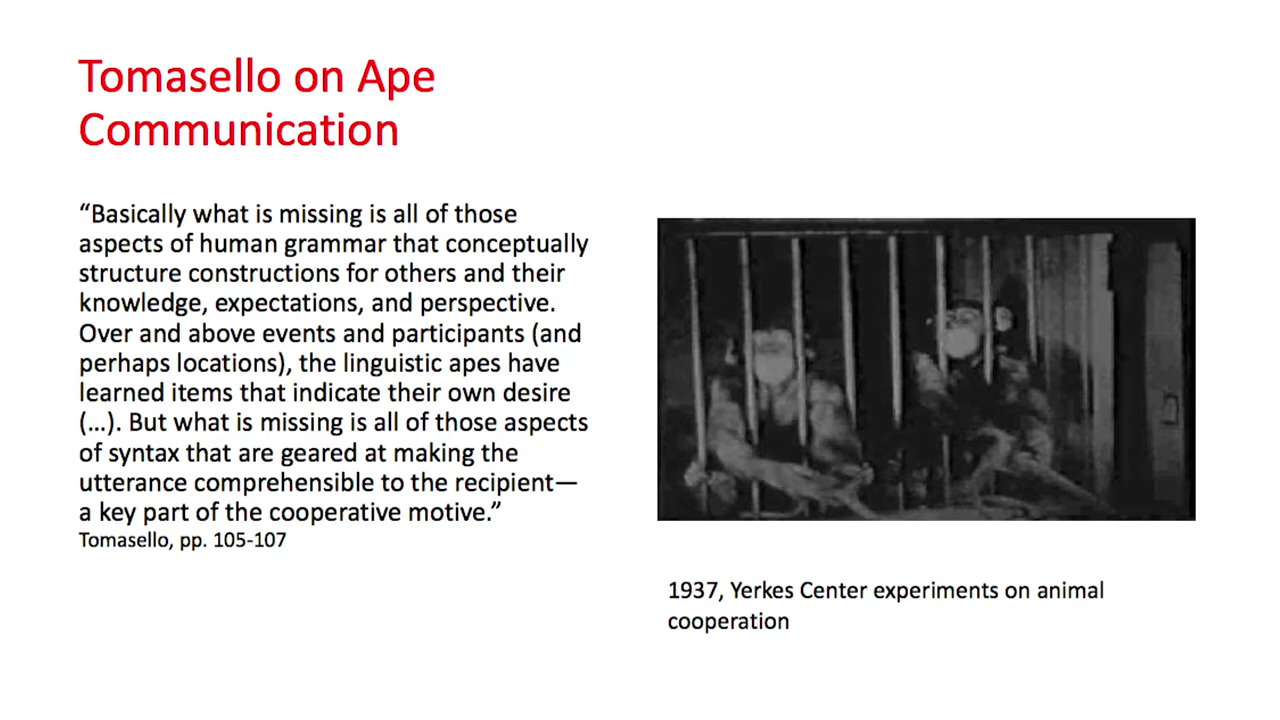 Tomasello on Ape
Communication
“Basically what is missing is all of those
aspects of human grammar that conceptually
structure constructions for others and their
knowledge, expectations, and perspective.
Over and above events and participants (and
perhaps locations), the linguistic apes have
learned items that indicate their own desire
(…). But what is missing is all of those aspects
of syntax that are geared at making the
utterance comprehensible to the recipient—
a key part of the cooperative motive.”
Tomasello, pp. 105-107
1937, Yerkes Center experiments on animal
cooperation